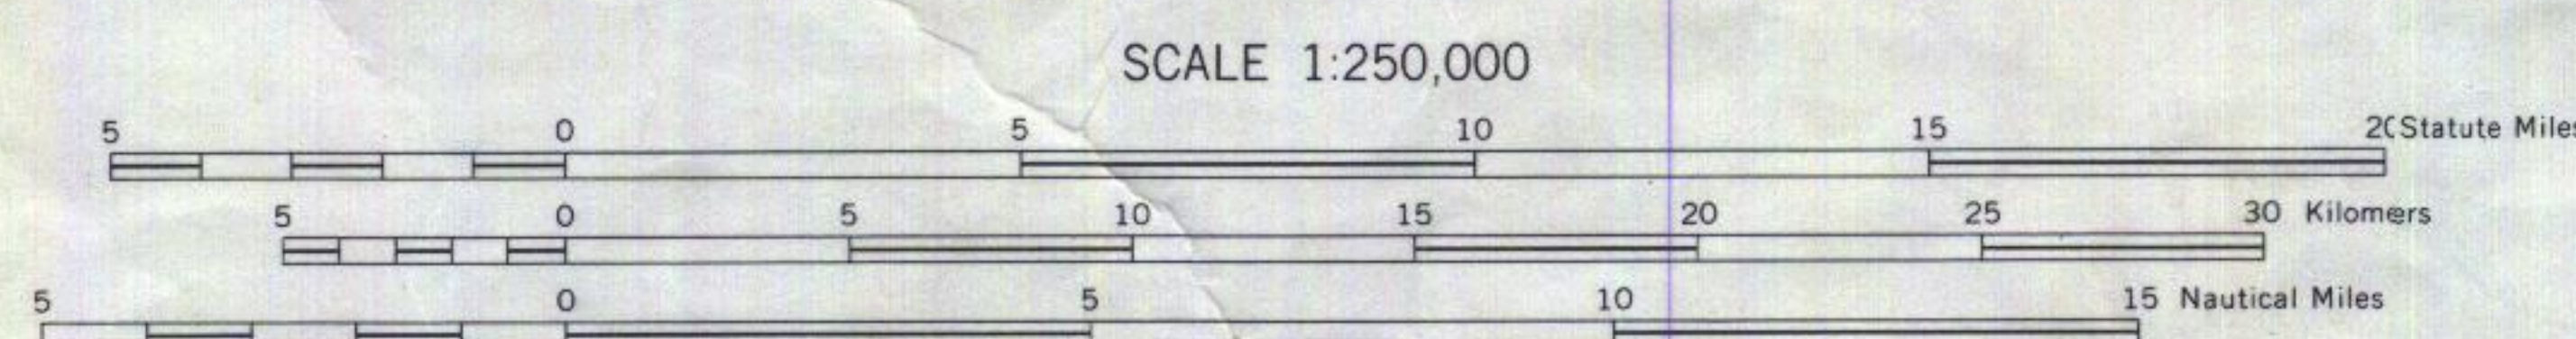 SCALE 1:250,000
5 0 5 10 15 20 Statute Miles
5 0 5 10 15 20 25 30 Kilomers
5 0 5 10 15 Nautical Miles